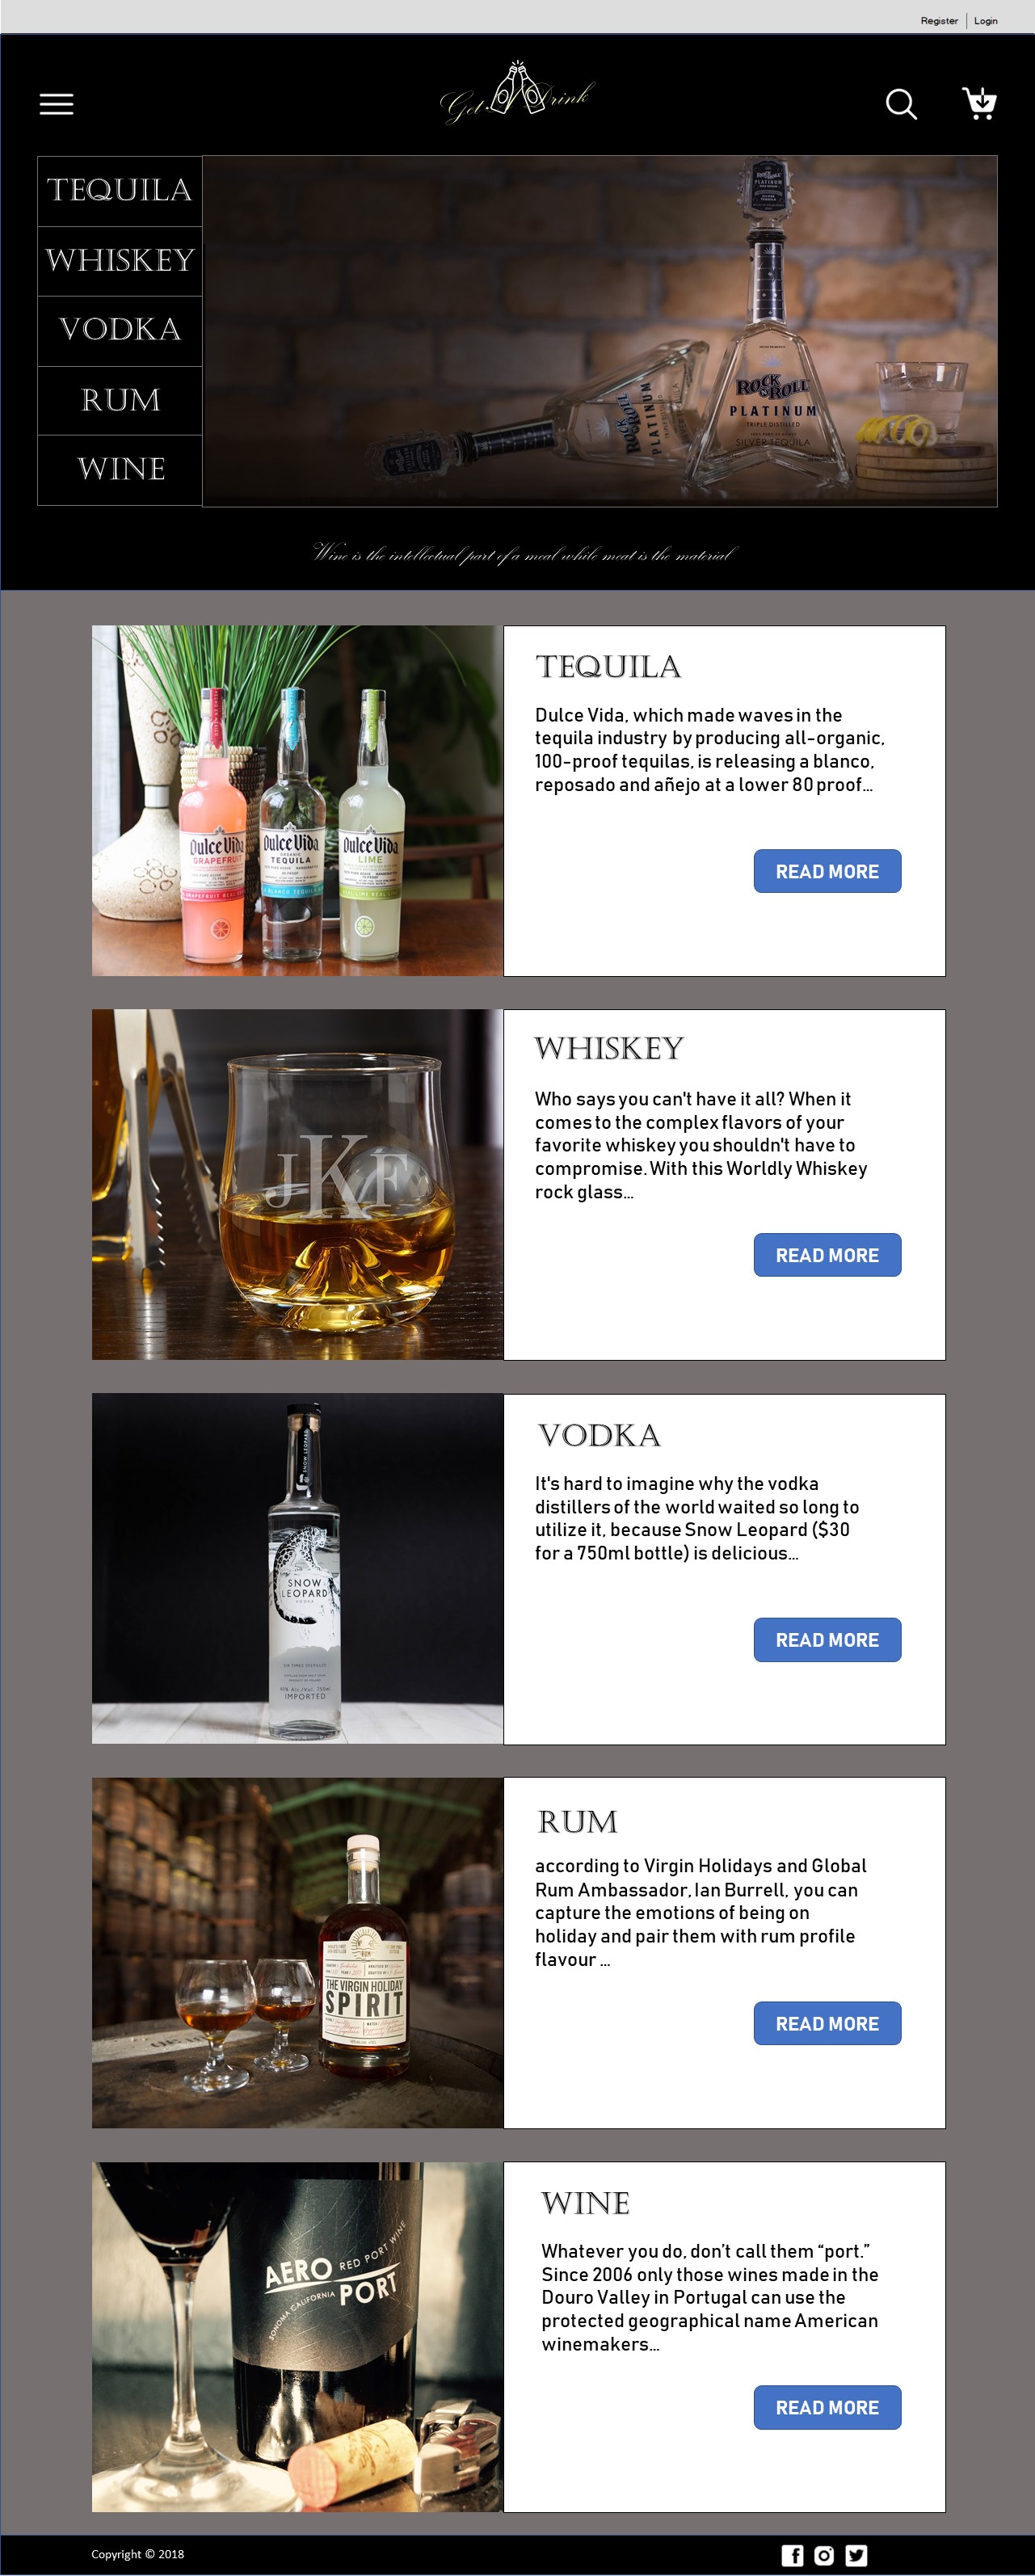 Register Login
Get Drink
TEQUILA
WHISKEY
VODKA
RUM
WINE
ROCK & ROLL
PLATINUM
TRIPLE DISTILLED
SILVER TEQUILA
ROCK & ROLL
PLATINUM
Wine is the intellectual part of a meal while meat is the material
Dulce Vida
GRAPEFRUIT
Dulce Vida
ORGANIC
TEQUILA
Dulce Vida
LIME
TEQUILA
Dulce Vida, which made waves in the
tequila industry by producing all-organic,
100-proof tequilas, is releasing a blanco,
reposado and añejo at a lower 80 proof...
READ MORE
JKF
WHISKEY
Who says you can't have it all? When it
comes to the complex flavors of your
favorite whiskey you shouldn't have to
compromise. With this Worldly Whiskey
rock glass...
READ MORE
SNOW LEOPARD
SNOW
LEOPARD
VODKA
IMPORTED
VODKA
It's hard to imagine why the vodka
distillers of the world waited so long to
utilize it, because Snow Leopard ($30
for a 750ml bottle) is delicious...
READ MORE
RUM
THE VIRGIN HOLIDAY
SPIRIT
RUM
according to Virgin Holidays and Global
Rum Ambassador, Ian Burrell, you can
capture the emotions of being on
holiday and pair them with rum profile
flavour ...
READ MORE
AERO RED PORT WINE
PORT
SONOMA CALIFORNIA
WINE
Whatever you do, don’t call them “port.”
Since 2006 only those wines made in the
Douro Valley in Portugal can use the
protected geographical name American
winemakers...
READ MORE
Copyright © 2018